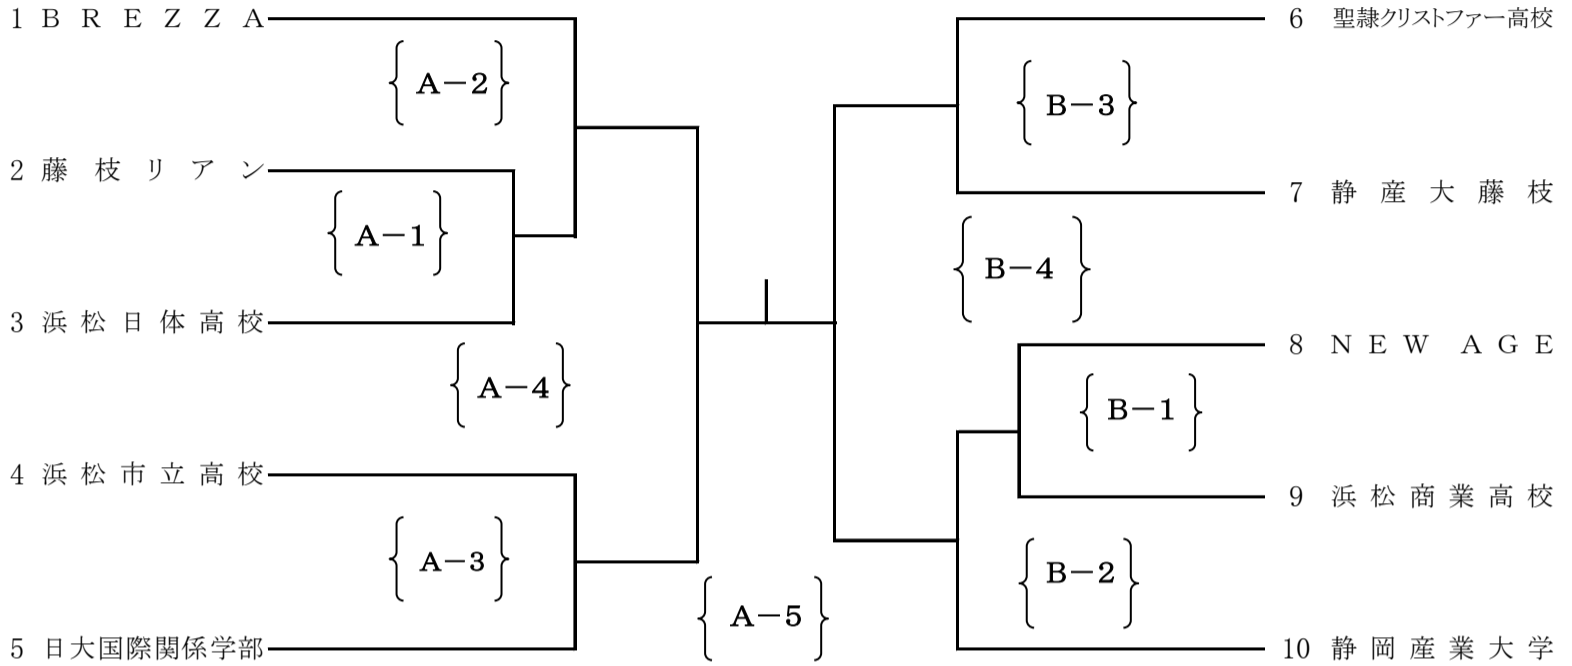 1 BREZZA
A-2
2 藤枝リアン
A-1
3 浜松日体高校
A-4
4 浜松市立高校
A-3
5 日大国際関係学部
A-5
6 聖隷クリストファー高校
B-3
7 静産大藤枝
B-4
8 NEW AGE
B-1
9 浜松商業高校
B-2
10 静岡産業大学